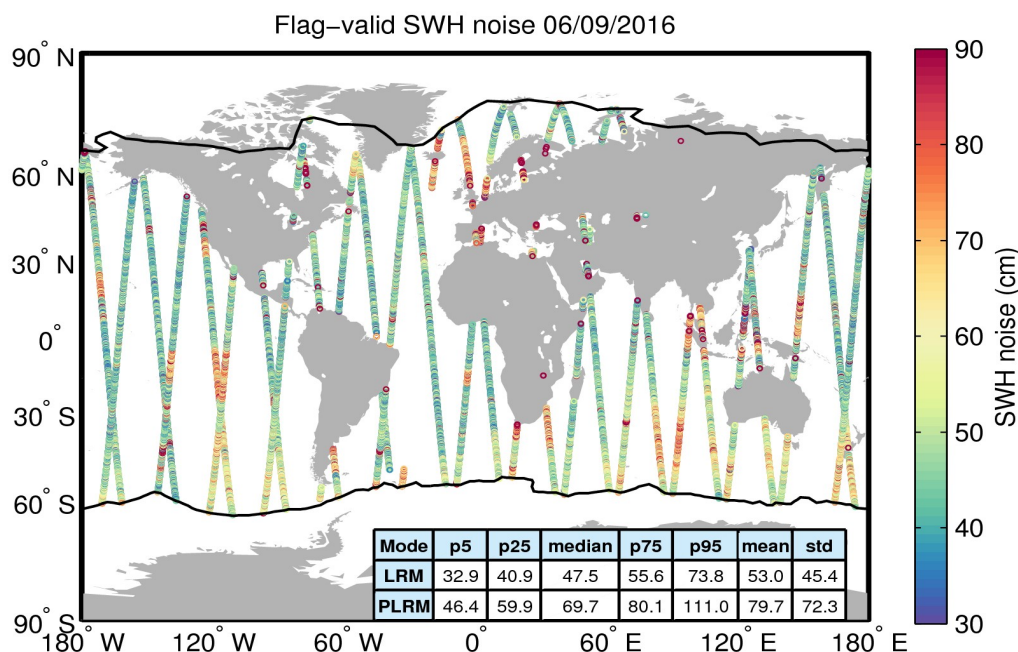 Flag−valid SWH noise 06/09/2016
90° N
60° N
30° N
0°
30° S
60° S
90° S
180° W
120° W
60° W
0°
60° E
120° E
180° E
Mode p5 p25 median p75 p95 mean std
LRM 32.9 40.9 47.5 55.6 73.8 53.0 45.4
PLRM 46.4 59.9 69.7 80.1 111.0 79.7 72.3
90
80
70
60
50
40
30
SWH noise (cm)